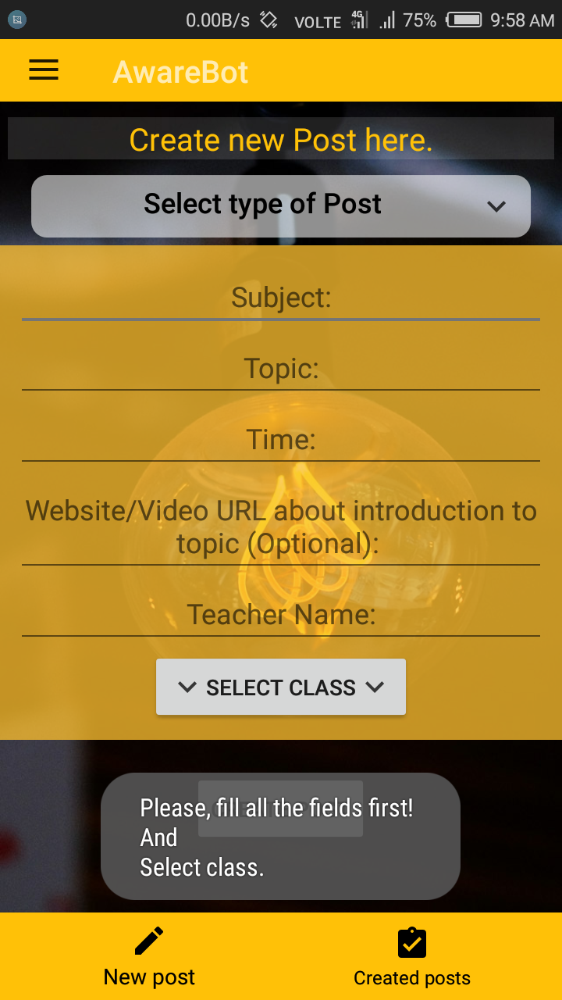 0.00B/s VOLTE 4G 75% 9:58 AM
AwareBot
Create new Post here.
Select type of Post
Subject:
Topic:
Time:
Website/Video URL about introduction to
topic (Optional):
Teacher Name:
SELECT CLASS
Please, fill all the fields first!
And
Select class.
New post
Created posts